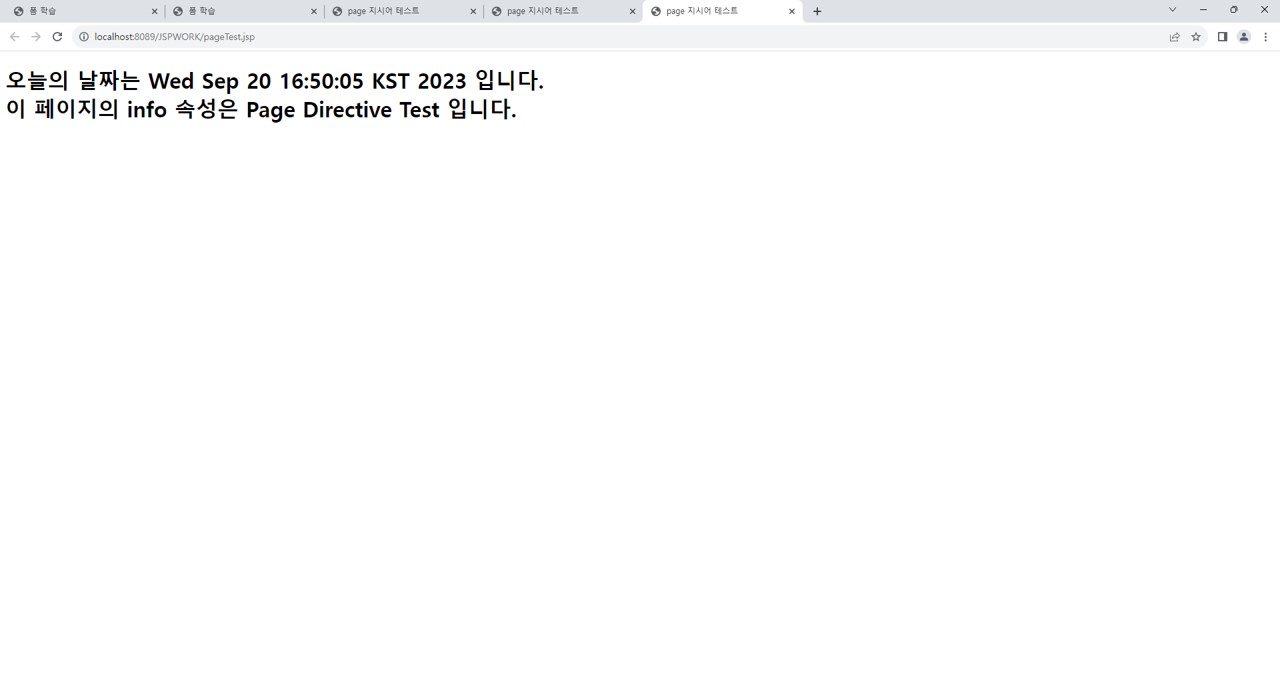 폼 학습
폼 학습
page 지시어 테스트
page 지시어 테스트
page 지시어 테스트
localhost:8089/JSPWORK/pageTest.jsp
오늘의 날짜는 Wed Sep 20 16:50:05 KST 2023 입니다.
이 페이지의 info 속성은 Page Directive Test 입니다.